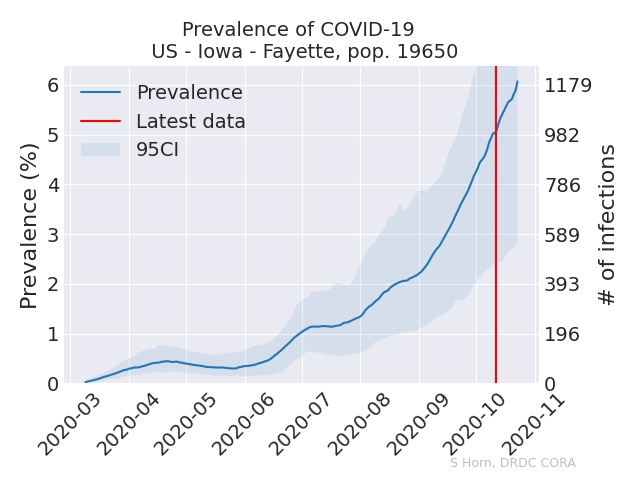 Prevalence of COVID-19
US - Iowa - Fayette, pop. 19650
Prevalence
Latest data
95CI
Prevalence (%)
6
5
4
3
2
1
0
1179
982
786
589
393
196
0
# of infections
2020-03
2020-04
2020-05
2020-06
2020-07
2020-08
2020-09
2020-10
2020-11
S Horn, DRDC CORA